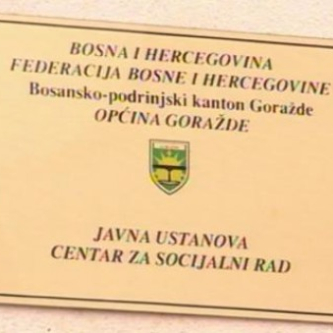 BOSNA I HERCEGOVINA
FEDERACIJA BOSNE I HERCEGOVINE
Bosansko-podrinjski kanton Goražde
OPĆINA GORAŽDE
JAVNA USTANOVA
CENTAR ZA SOCIJALNI RAD